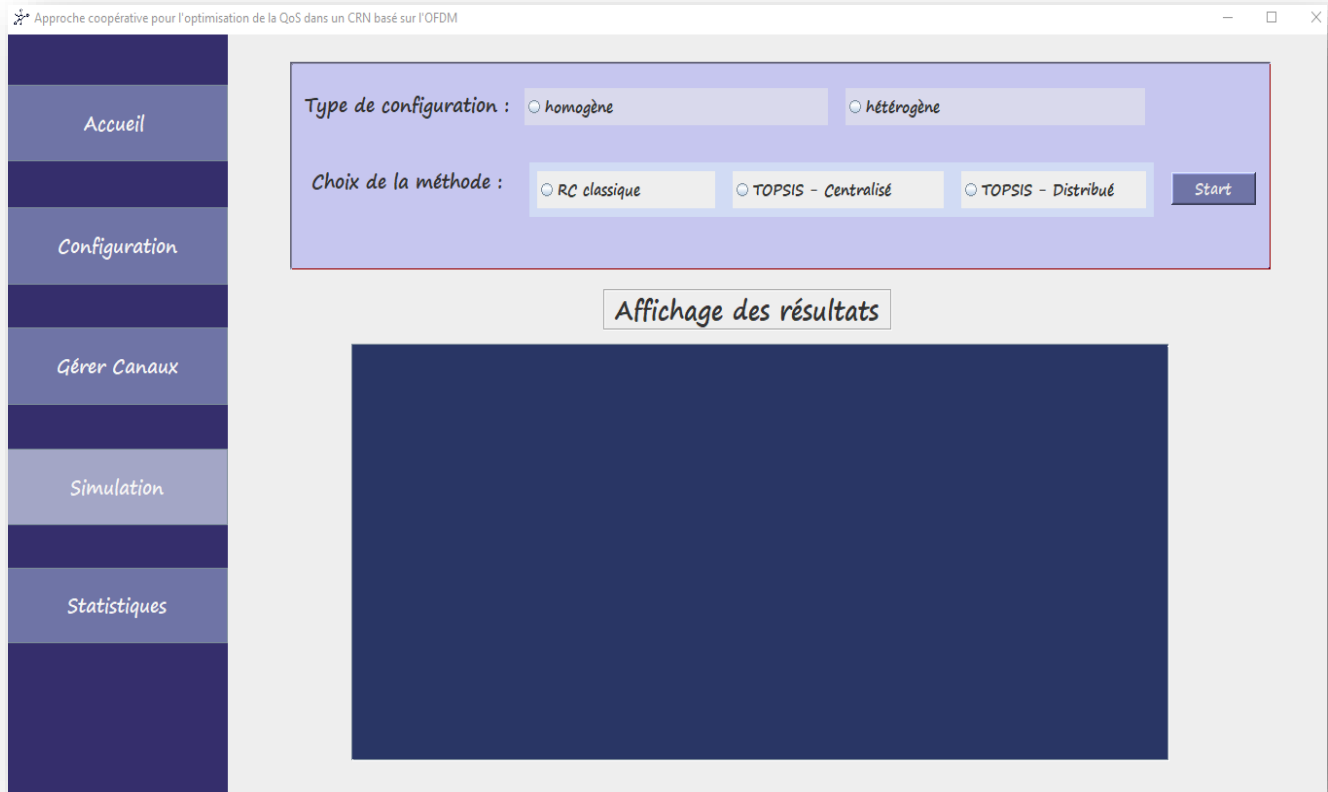 Approche coopérative pour l'optimisation de la QoS dans un CRN basé sur l'OFDM
Accueil
Configuration
Gérer Canaux
Simulation
Statistiques
Type de configuration : homogène hétérogène
Choix de la méthode : RC classique TOPSIS - Centralisé TOPSIS - Distribué Start
Affichage des résultats